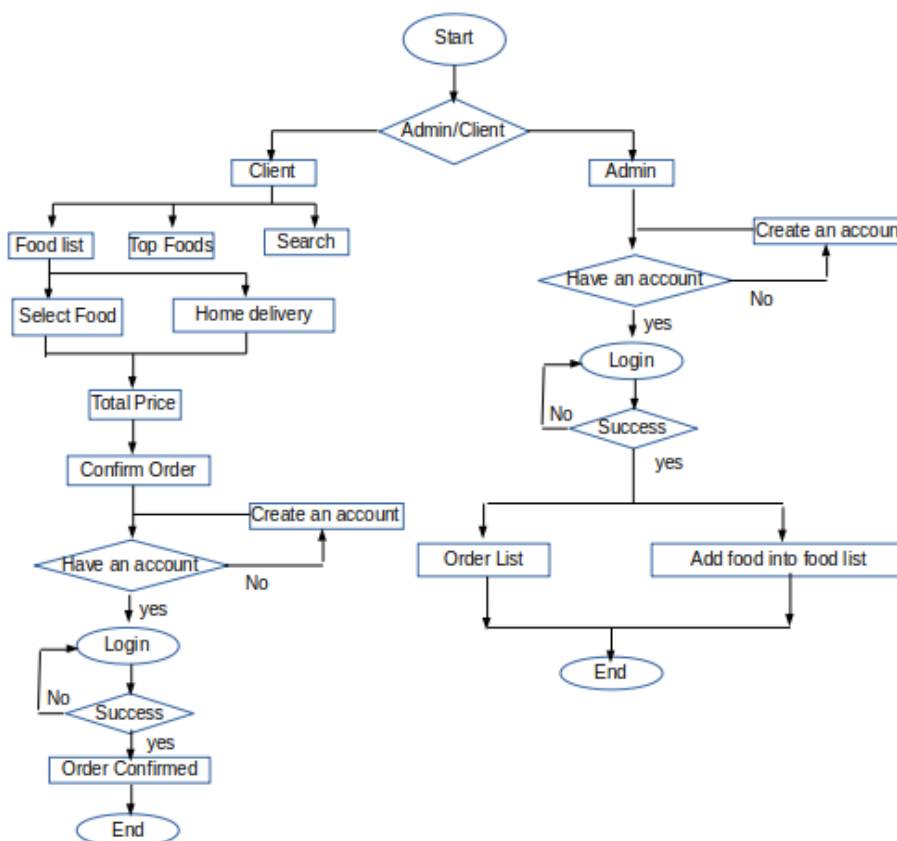 Start
Admin/Client
Client
Admin
Food list
Top Foods
Search
Create an account
Have an account
No
Select Food
Home delivery
yes
Login
Total Price
No
Success
yes
Confirm Order
Create an account
Order List
Add food into food list
Have an account
No
yes
Login
End
No
Success
yes
Order Confirmed
End